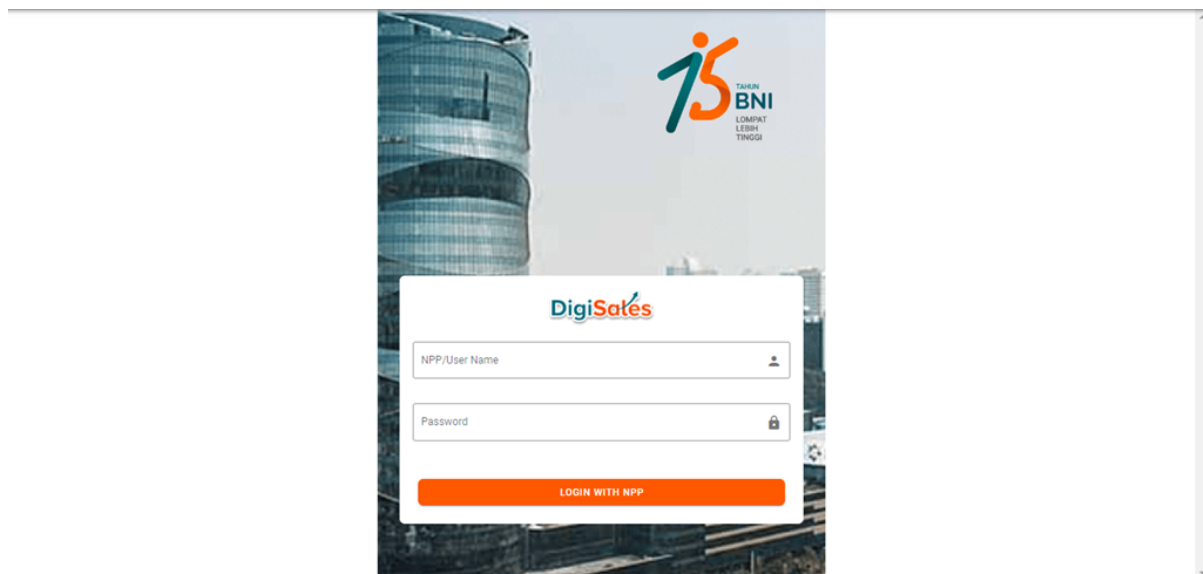 75
TAHUN
BNI
LOMPAT
LEBIH
TINGGI
DigiSales
NPP/User Name
Password
LOGIN WITH NPP